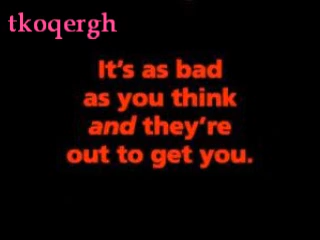 tkoqergh
It's as bad
as you think
and they're
out to get you.